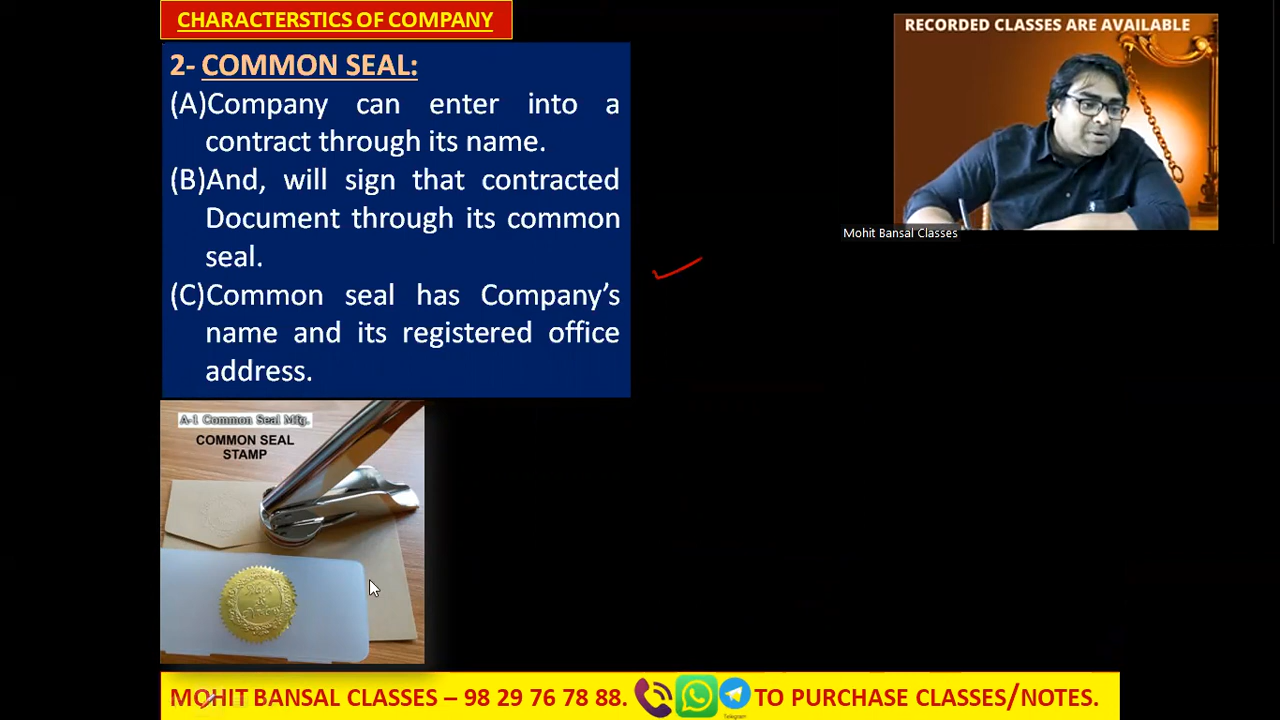 CHARACTERSTICS OF COMPANY
RECORDED CLASSES ARE AVAILABLE
2- COMMON SEAL:
(A)Company can enter into a
contract through its name.
(B)And, will sign that contracted
Document through its common
seal.
(C)Common seal has Company's
name and its registered office
address.
Mohit Bansal Classes
A-1 Common Seal Mfg.
COMMON SEAL
STAMP
MOHIT BANSAL CLASSES – 98 29 76 78 88.
Telegram
TO PURCHASE CLASSES/NOTES.